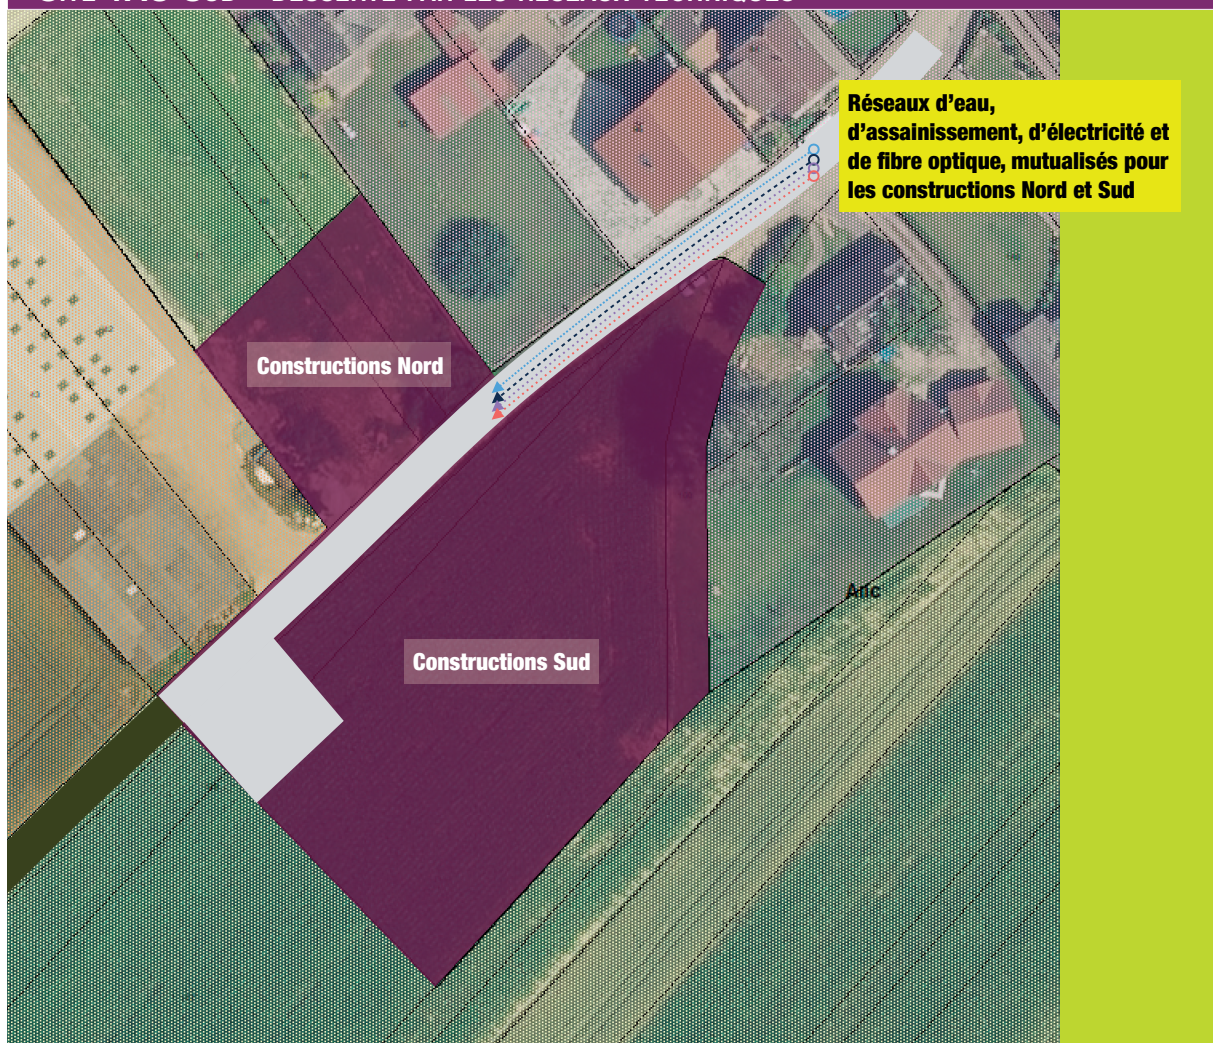 Réseaux d'eau,
d'assainissement, d'électricité et
de fibre optique, mutualisés pour
les constructions Nord et Sud
Constructions Nord
Constructions Sud